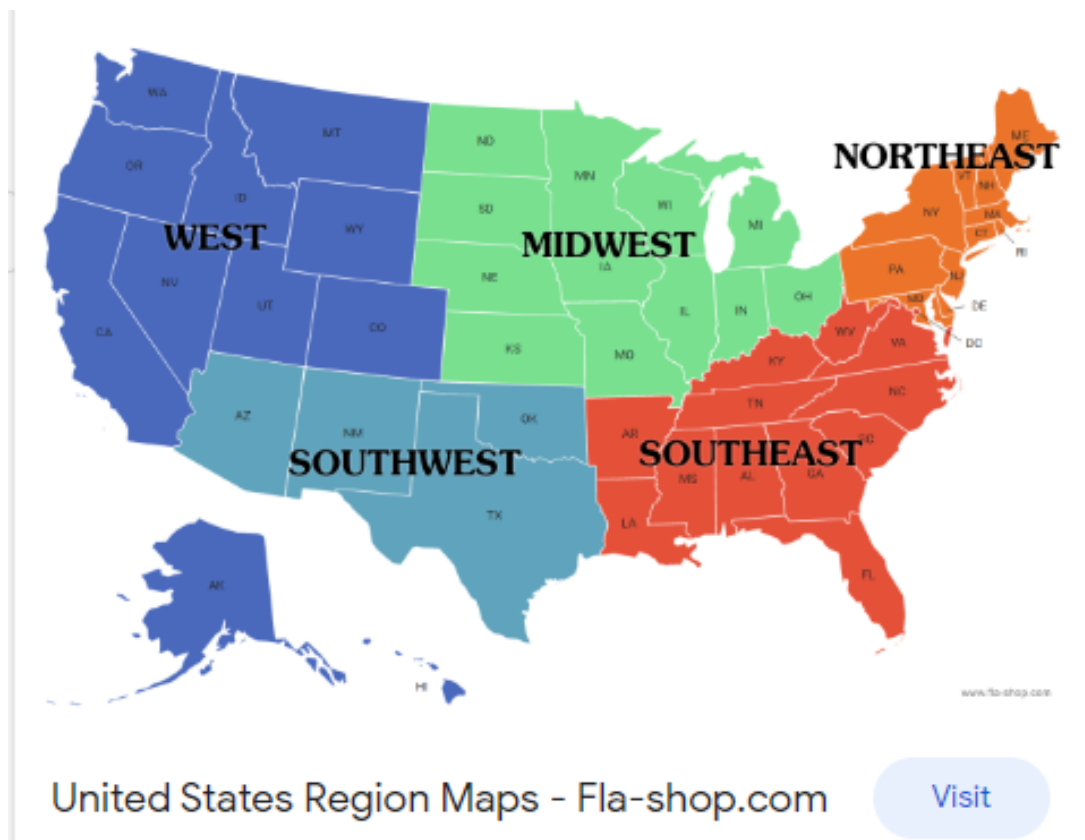 WA
MT
ME
ND
OR
MN
NORTHEAST
VT
NH
ID
SD
WI
NY
MA
WEST
WY
MIDWEST
MI
CT
RI
NV
NE
IA
PA
NJ
UT
IL
IN
OH
MD
DE
CA
CO
KS
MO
KY
WV
VA
DC
TN
NC
AZ
NM
OK
AR
SOUTHEAST
SC
SOUTHWEST
MS
AL
GA
TX
LA
AK
FL
HI
www.fla-shop.com
United States Region Maps - Fla-shop.com
Visit